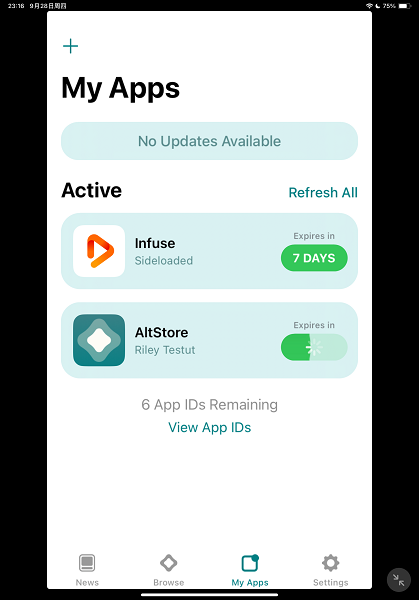 23:16 9月28日周四
75%
My Apps
No Updates Available
Active
Refresh All
Infuse
Sideloaded
Expires in
7 DAYS
AltStore
Riley Testut
Expires in
6 App IDs Remaining
View App IDs
News
Browse
My Apps
Settings